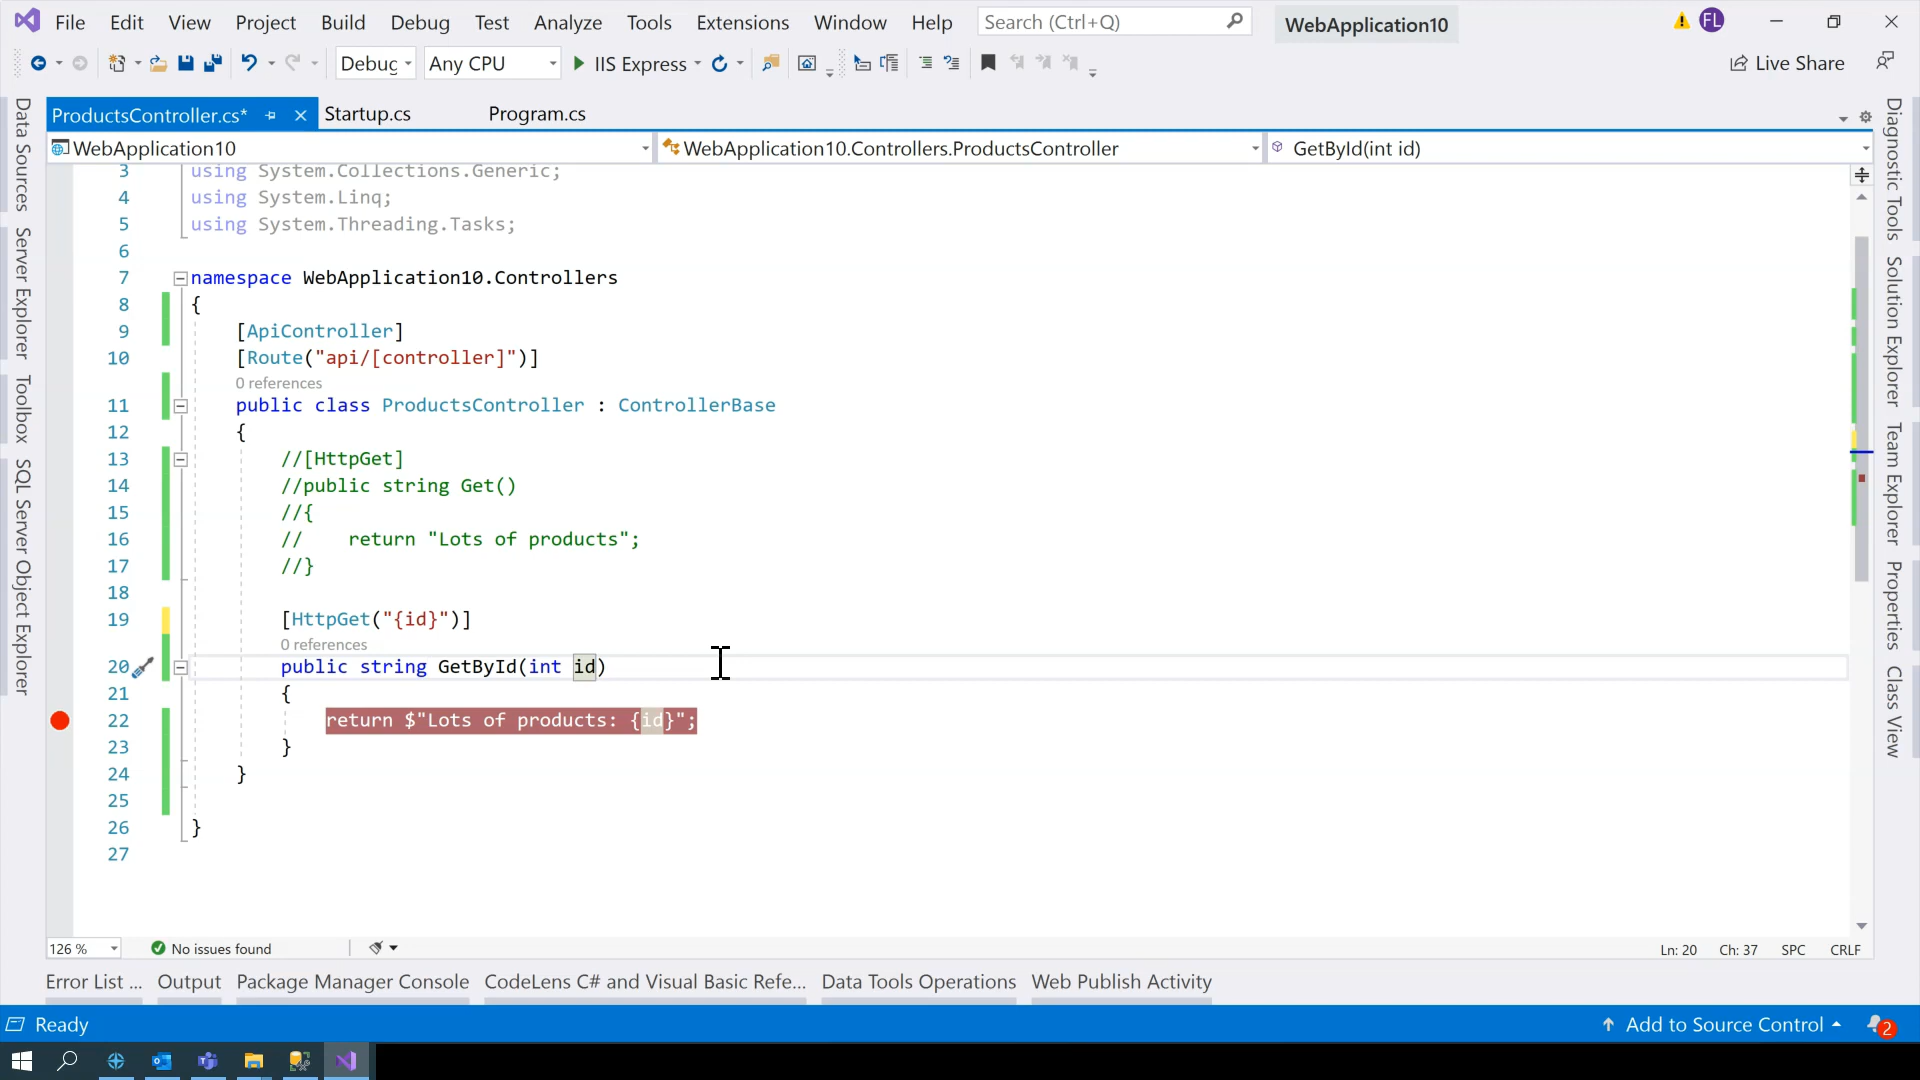 File Edit View Project Build Debug Test Analyze Tools Extensions Window Help Search (Ctrl+Q) WebApplication10 FL
Debug Any CPU IIS Express Live Share
ProductsController.cs* Startup.cs Program.cs
WebApplication10 WebApplication10.Controllers.ProductsController GetById(int id)
3 using System.Collections.Generic;
4 using System.Linq;
5 using System.Threading.Tasks;
6
7 namespace WebApplication10.Controllers
8 {
9 [ApiController]
10 [Route("api/[controller]")]
0 references
11 public class ProductsController : ControllerBase
12 {
13 //[HttpGet]
14 //public string Get()
15 //{
16 //    return "Lots of products";
17 //}
18
19 [HttpGet("{id}")]
0 references
20 public string GetById(int id)
21 {
22 return $"Lots of products: {id}";
23 }
24 }
25
26 }
27
126 % No issues found Ln: 20 Ch: 37 SPC CRLF
Error List ... Output Package Manager Console CodeLens C# and Visual Basic Refe... Data Tools Operations Web Publish Activity
Ready Add to Source Control 2
Data Sources
Server Explorer
Toolbox
SQL Server Object Explorer
Diagnostic Tools
Solution Explorer
Team Explorer
Properties
Class View